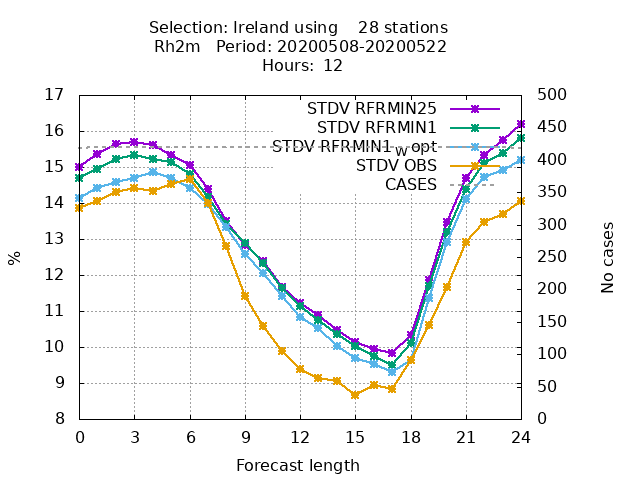 Selection: Ireland using    28 stations
Rh2m   Period: 20200508-20200522
Hours:  12
STDV RFRMIN25
STDV RFRMIN1
STDV RFRMIN1_w opt
STDV OBS
CASES
17
16
15
14
13
12
11
10
9
8
500
450
400
350
300
250
200
150
100
50
0
%
No cases
0 3 6 9 12 15 18 21 24
Forecast length